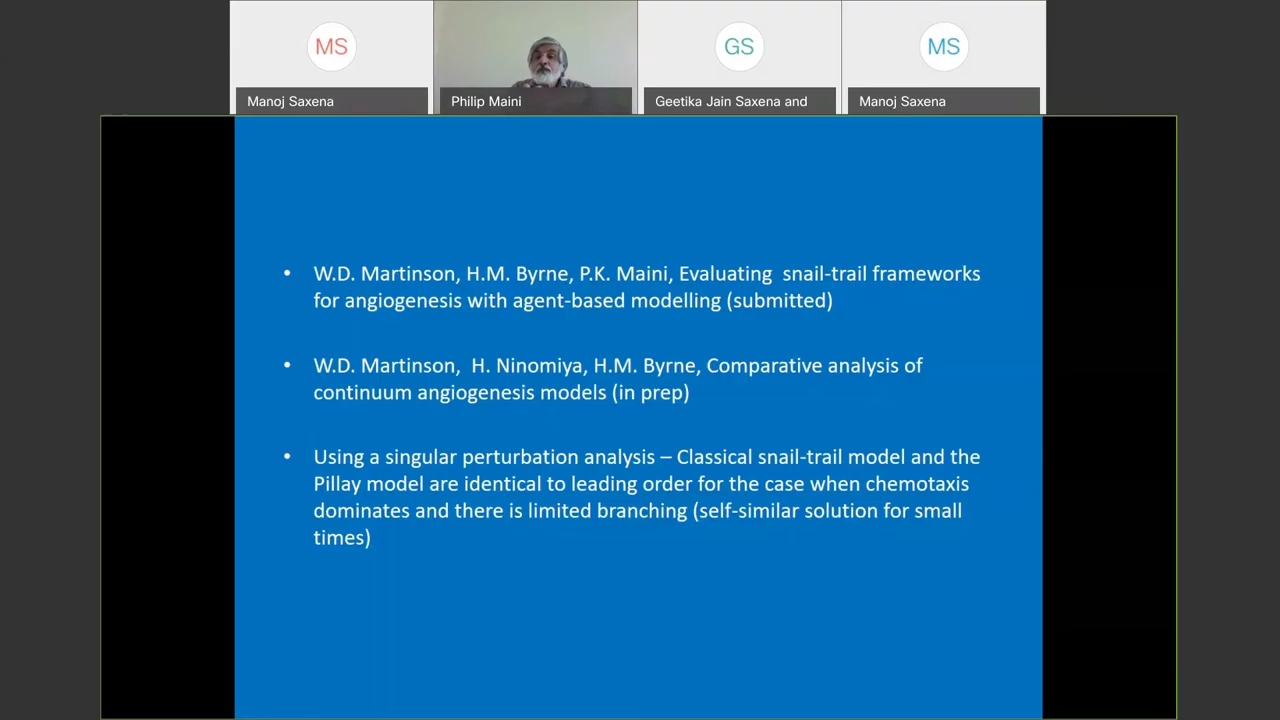 MS
GS
MS
Manoj Saxena
Philip Maini
Geetika Jain Saxena and
Manoj Saxena
• W.D. Martinson, H.M. Byrne, P.K. Maini, Evaluating snail-trail frameworks
for angiogenesis with agent-based modelling (submitted)
• W.D. Martinson, H. Ninomiya, H.M. Byrne, Comparative analysis of
continuum angiogenesis models (in prep)
• Using a singular perturbation analysis – Classical snail-trail model and the
Pillay model are identical to leading order for the case when chemotaxis
dominates and there is limited branching (self-similar solution for small
times)